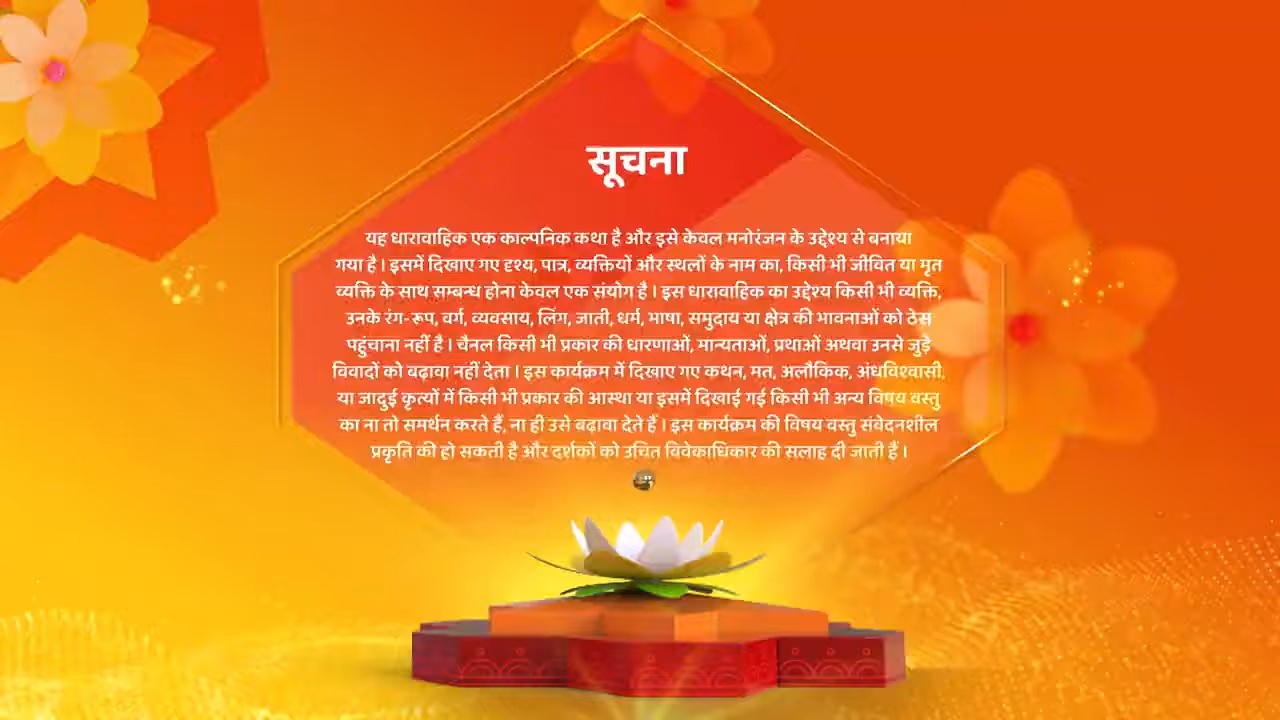 सूचना
यह धारावाहिक एक काल्पनिक कथा है और इसे केवल मनोरंजन के उद्देश्य से बनाया
गया है । इसमें दिखाए गए दृश्य, पात्र, व्यक्तियों और स्थलों के नाम का, किसी भी जीवित या मृत
व्यक्ति के साथ सम्बन्ध होना केवल एक संयोग है । इस धारावाहिक का उद्देश्य किसी भी व्यक्ति,
उनके रंग-रूप, वर्ग, व्यवसाय, लिंग, जाती, धर्म, भाषा, समुदाय या क्षेत्र की भावनाओं को ठेस
पहुंचाना नहीं है । चैनल किसी भी प्रकार की धारणाओं, मान्यताओं, प्रथाओं अथवा उनसे जुड़े
विवादों को बढ़ावा नहीं देता । इस कार्यक्रम में दिखाए गए कथन, मत, अलौकिक, अंधविश्वासी,
या जादुई कृत्यों में किसी भी प्रकार की आस्था या इसमें दिखाई गई किसी भी अन्य विषय वस्तु
का ना तो समर्थन करते हैं, ना ही उसे बढ़ावा देते हैं । इस कार्यक्रम की विषय वस्तु संवेदनशील
प्रकृति की हो सकती है और दर्शकों को उचित विवेकाधिकार की सलाह दी जाती हैं ।